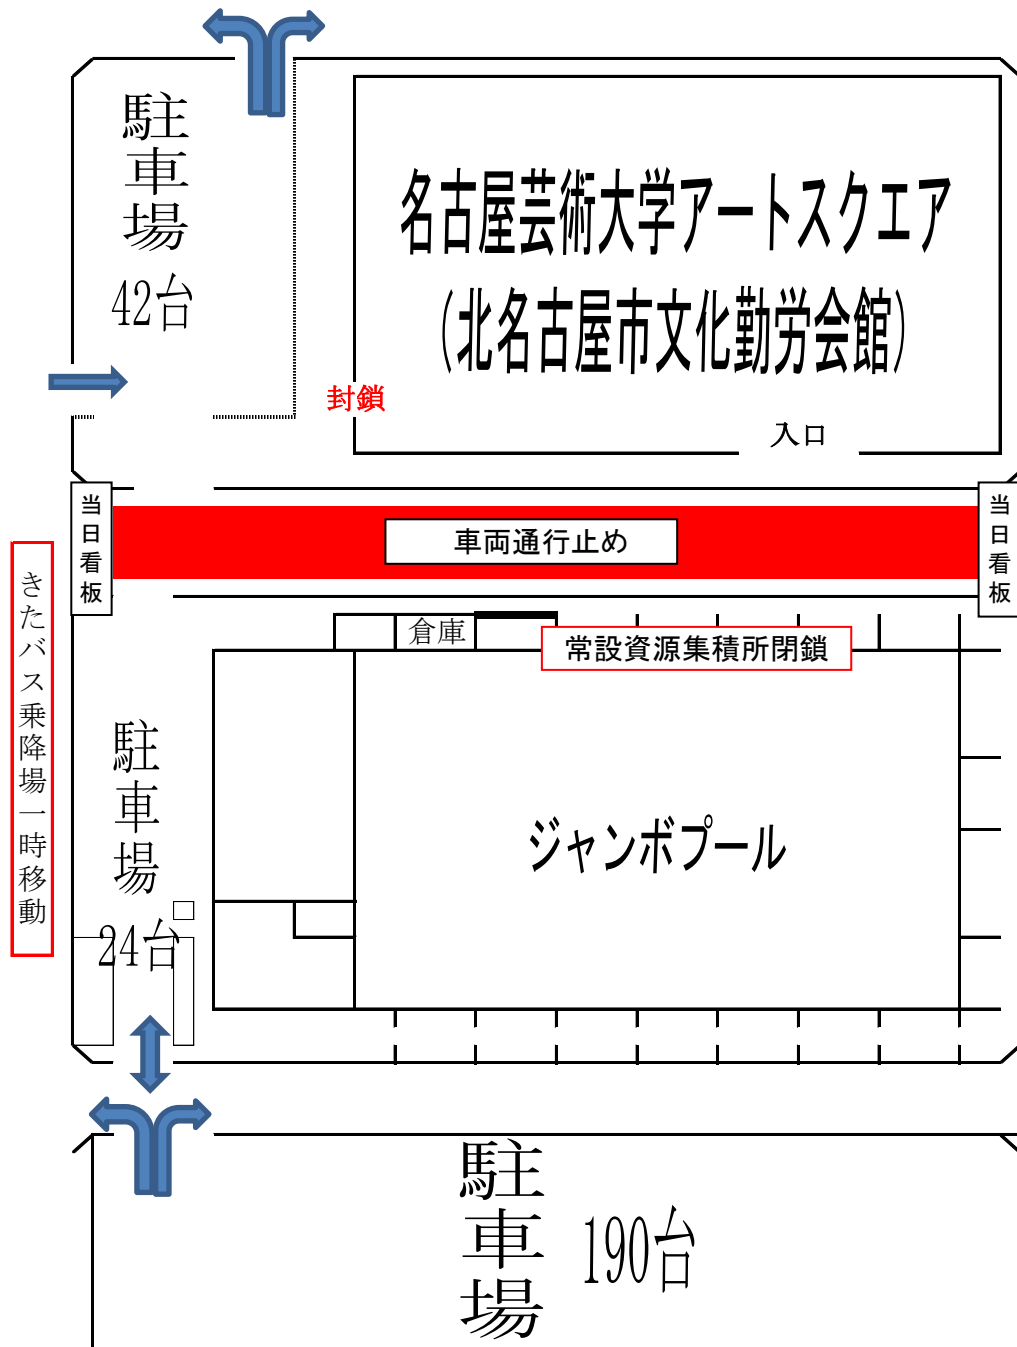 駐車場
42台
名古屋芸術大学アートスクエア
(北名古屋市文化勤労会館)
封鎖
入口
当日看板
車両通行止め
当日看板
きたバス乗降場一時移動
倉庫
常設資源集積所閉鎖
駐車場
24台
ジャンボプール
駐車場
190台